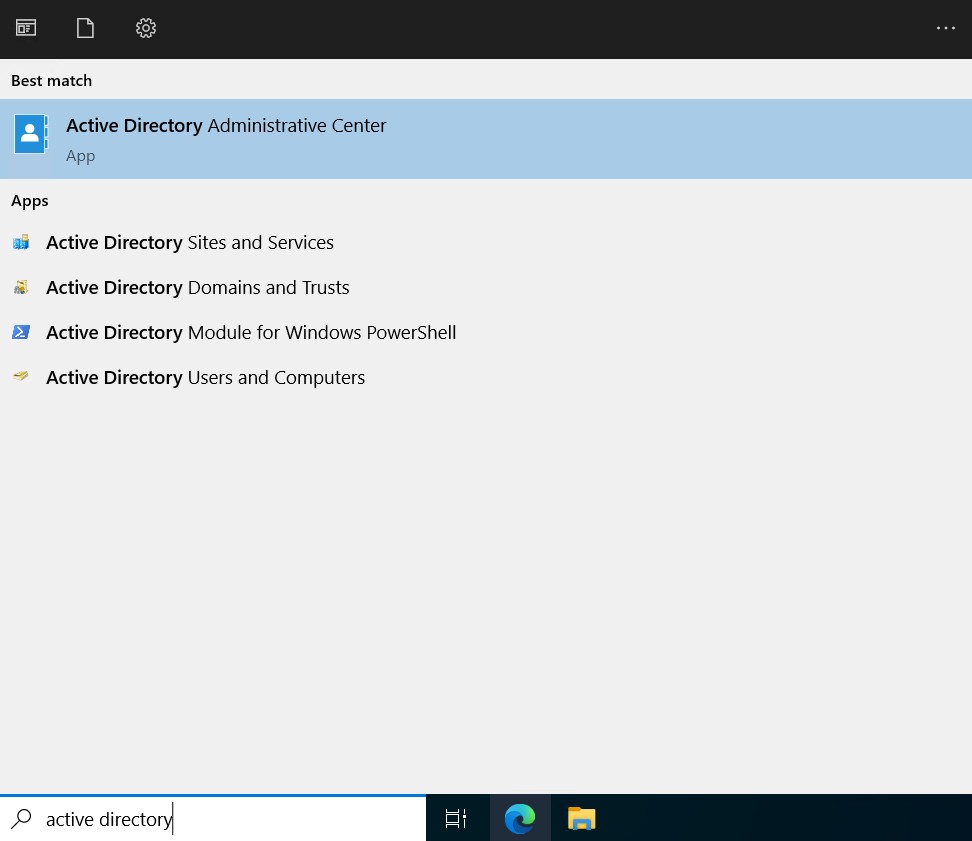 Best match
Active Directory Administrative Center
App
Apps
Active Directory Sites and Services
Active Directory Domains and Trusts
Active Directory Module for Windows PowerShell
Active Directory Users and Computers
active directory